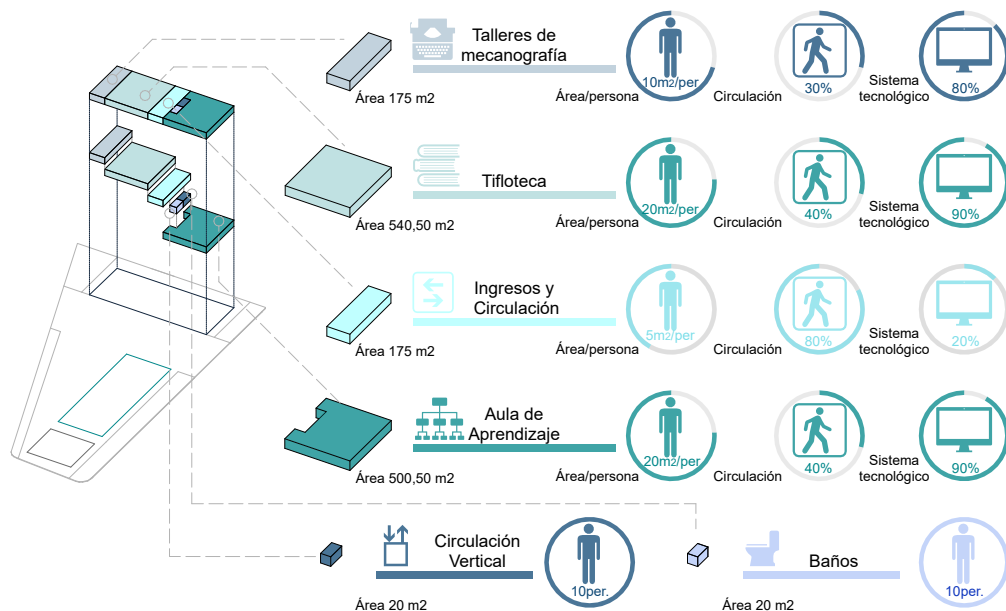 Talleres de
mecanografía
Área 175 m2
10m2/per.
Área/persona
30%
Circulación
Sistema
tecnológico
80%
Tifloteca
Área 540,50 m2
20m2/per.
Área/persona
40%
Circulación
Sistema
tecnológico
90%
Ingresos y
Circulación
Área 175 m2
5m2/per
Área/persona
80%
Circulación
Sistema
tecnológico
20%
Aula de
Aprendizaje
Área 500,50 m2
20m2/per.
Área/persona
40%
Circulación
Sistema
tecnológico
90%
Circulación
Vertical
Área 20 m2
10per.
Baños
Área 20 m2
10per.